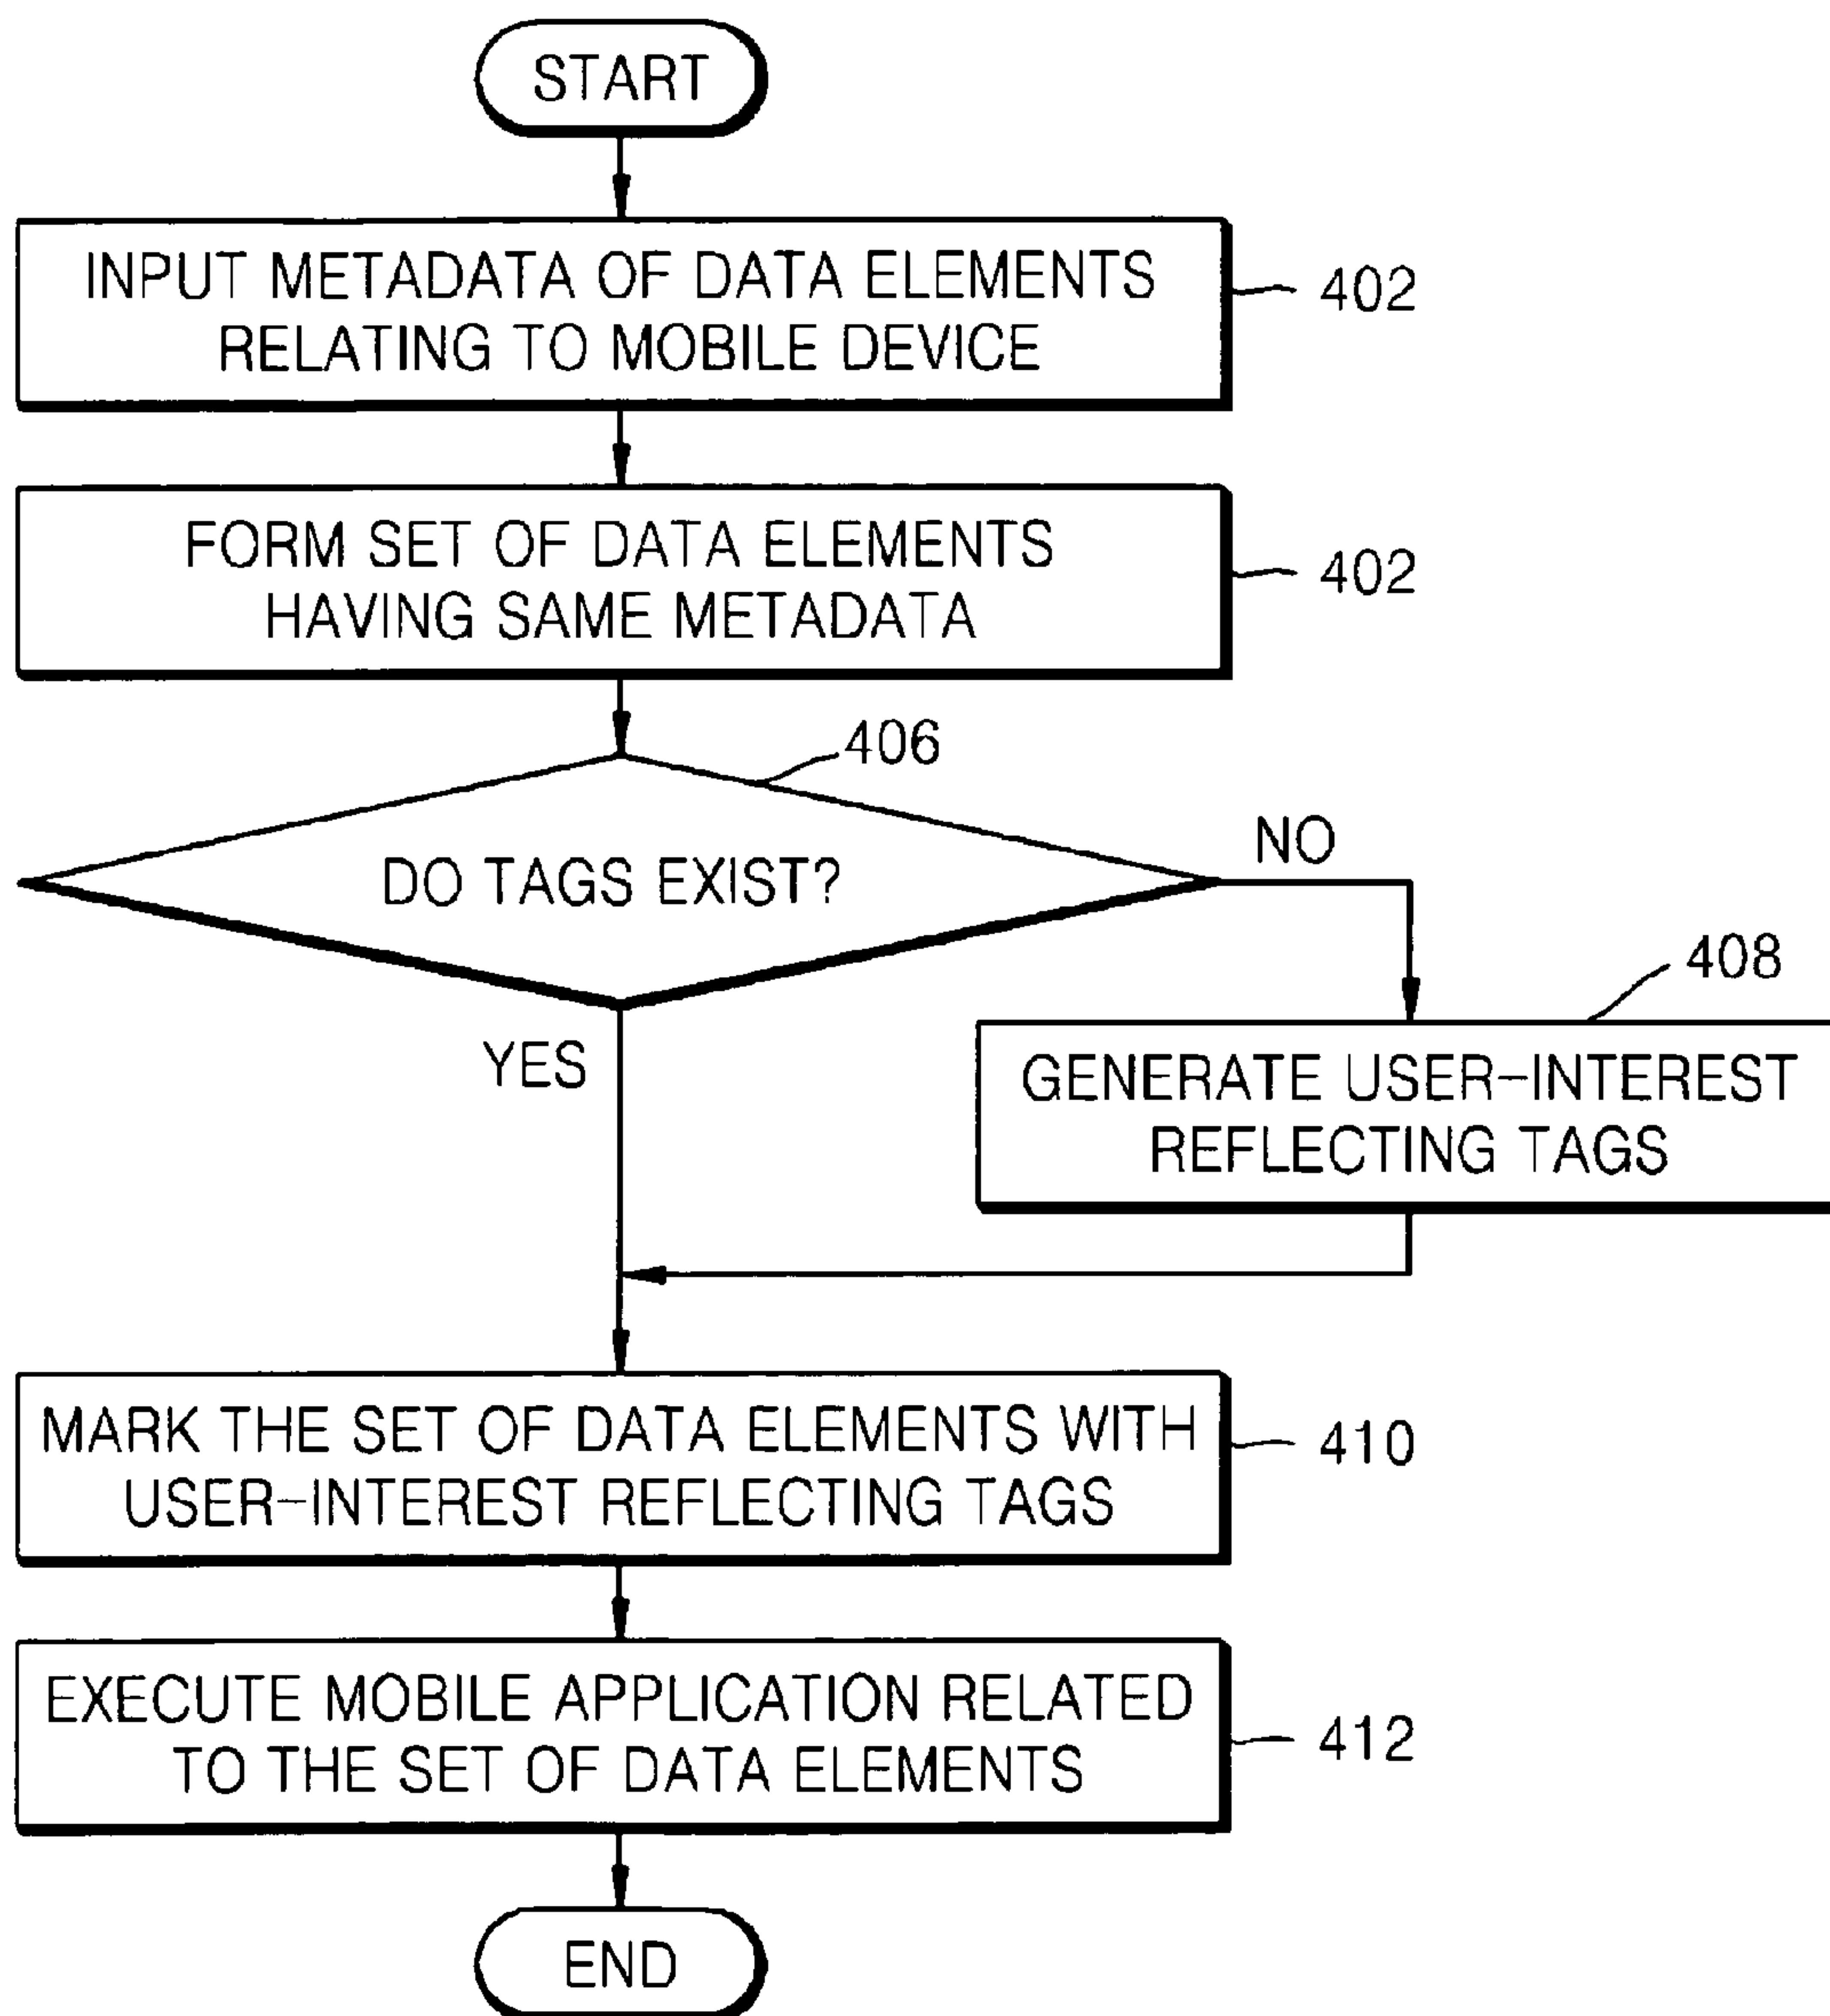 START
INPUT METADATA OF DATA ELEMENTS
RELATING TO MOBILE DEVICE
402
FORM SET OF DATA ELEMENTS
HAVING SAME METADATA
402
406
DO TAGS EXIST?
NO
YES
408
GENERATE USER-INTEREST
REFLECTING TAGS
MARK THE SET OF DATA ELEMENTS WITH
USER-INTEREST REFLECTING TAGS
410
EXECUTE MOBILE APPLICATION RELATED
TO THE SET OF DATA ELEMENTS
412
END